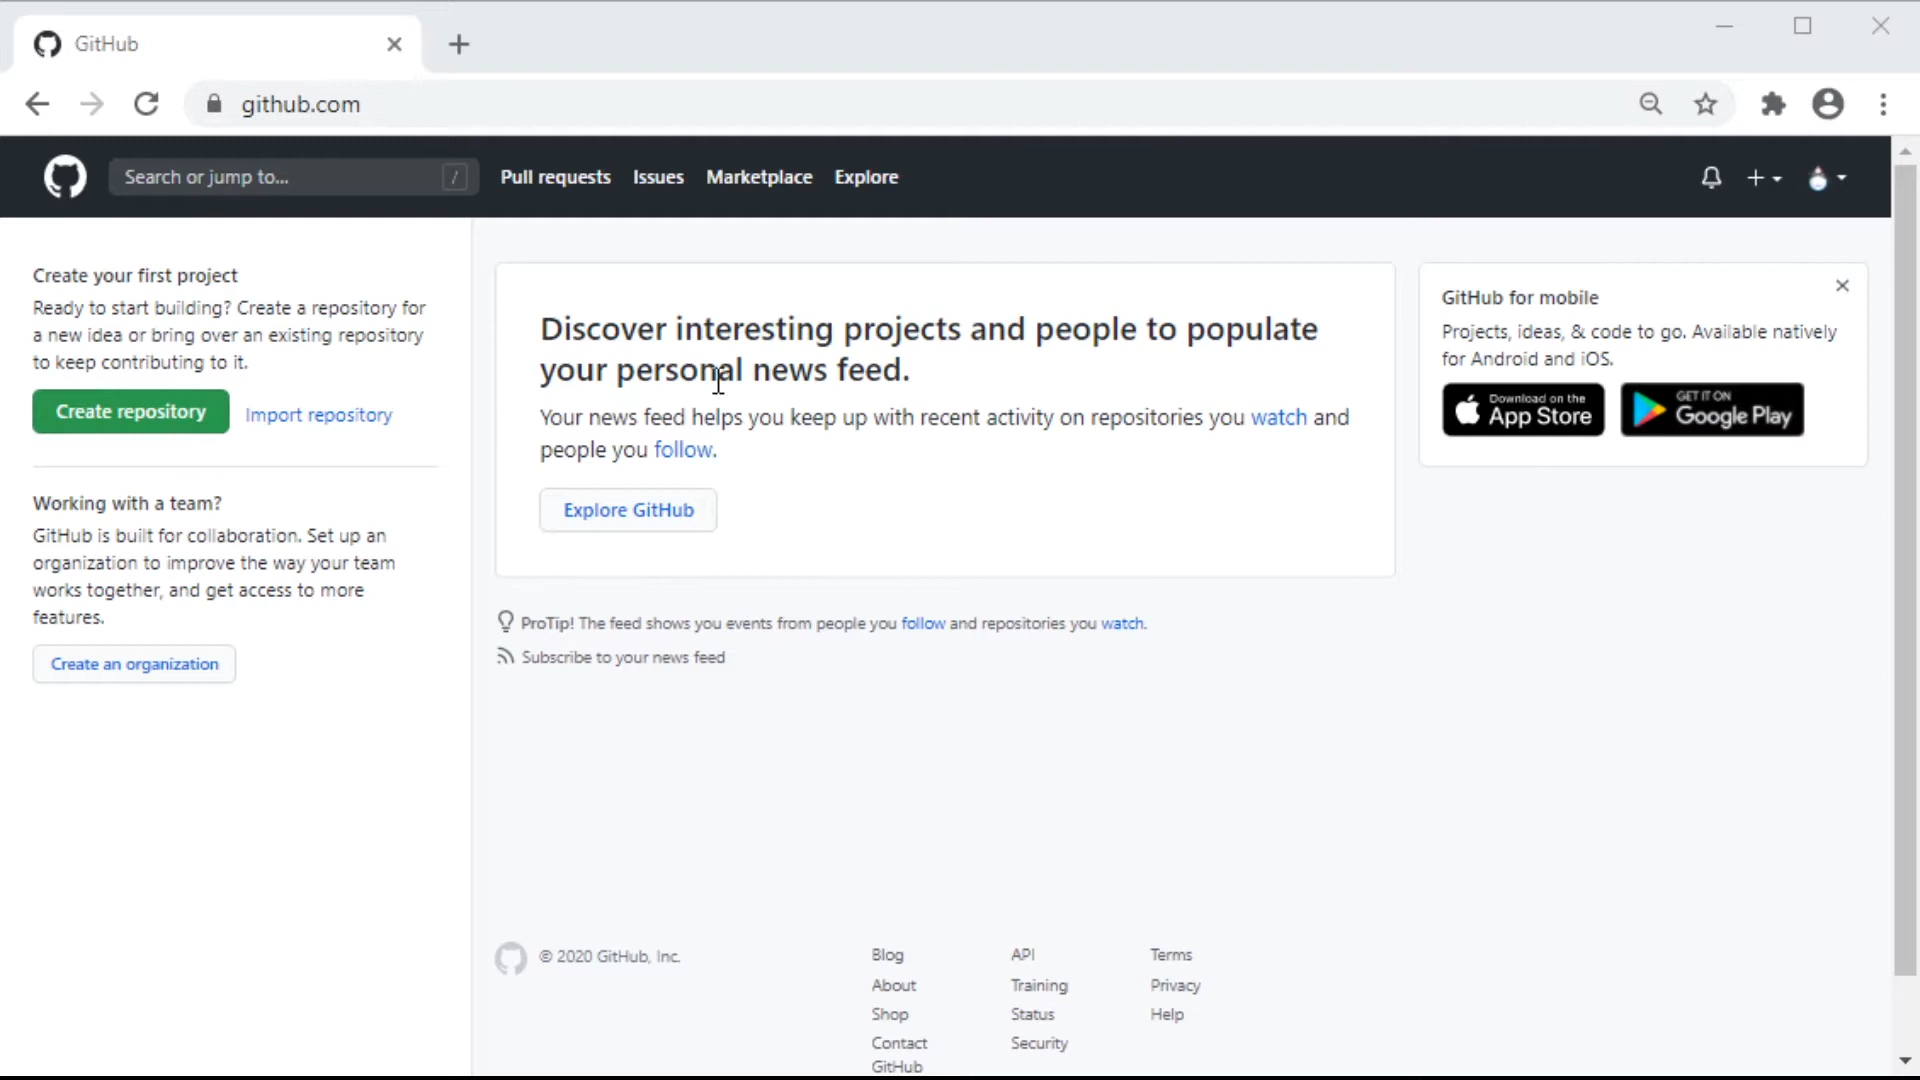 GitHub
github.com
Search or jump to... /
Pull requests Issues Marketplace Explore
Create your first project
Ready to start building? Create a repository for
a new idea or bring over an existing repository
to keep contributing to it.
Create repository Import repository
Working with a team?
GitHub is built for collaboration. Set up an
organization to improve the way your team
works together, and get access to more
features.
Create an organization
Discover interesting projects and people to populate
your personal news feed.
Your news feed helps you keep up with recent activity on repositories you watch and
people you follow.
Explore GitHub
ProTip! The feed shows you events from people you follow and repositories you watch.
Subscribe to your news feed
GitHub for mobile
Projects, ideas, & code to go. Available natively
for Android and iOS.
Download on the
App Store
GET IT ON
Google Play
© 2020 GitHub, Inc.
Blog
About
Shop
Contact
GitHub
API
Training
Status
Security
Terms
Privacy
Help